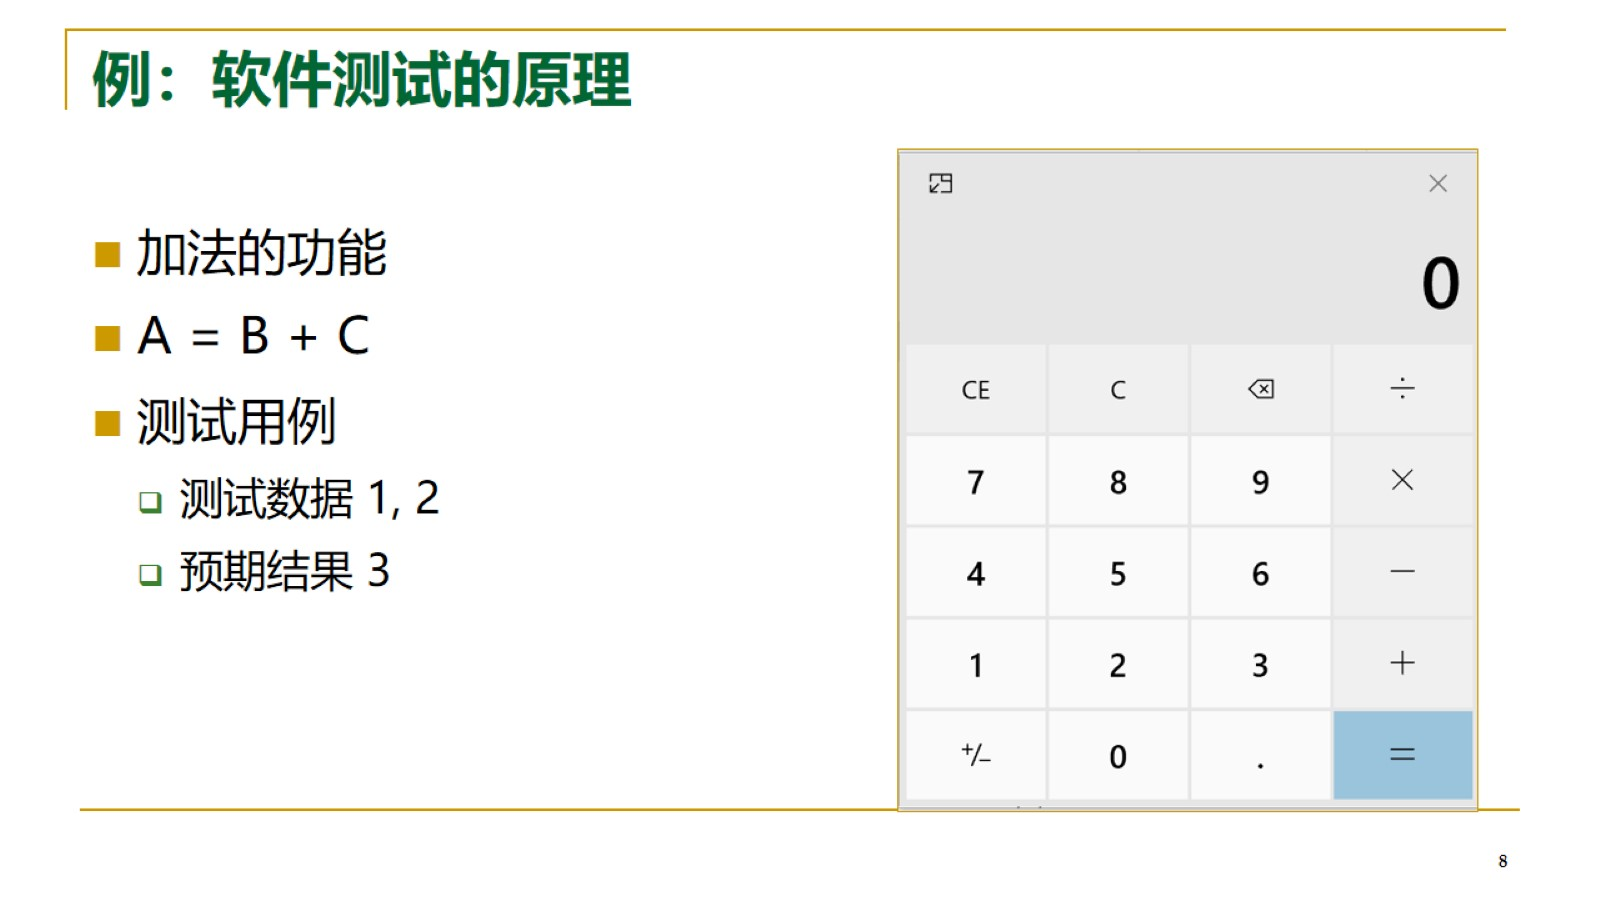 例：软件测试的原理
加法的功能
A = B + C
测试用例
测试数据 1, 2
预期结果 3
0
CE C ÷
7 8 9 ×
4 5 6 −
1 2 3 +
+/− 0 . =
8